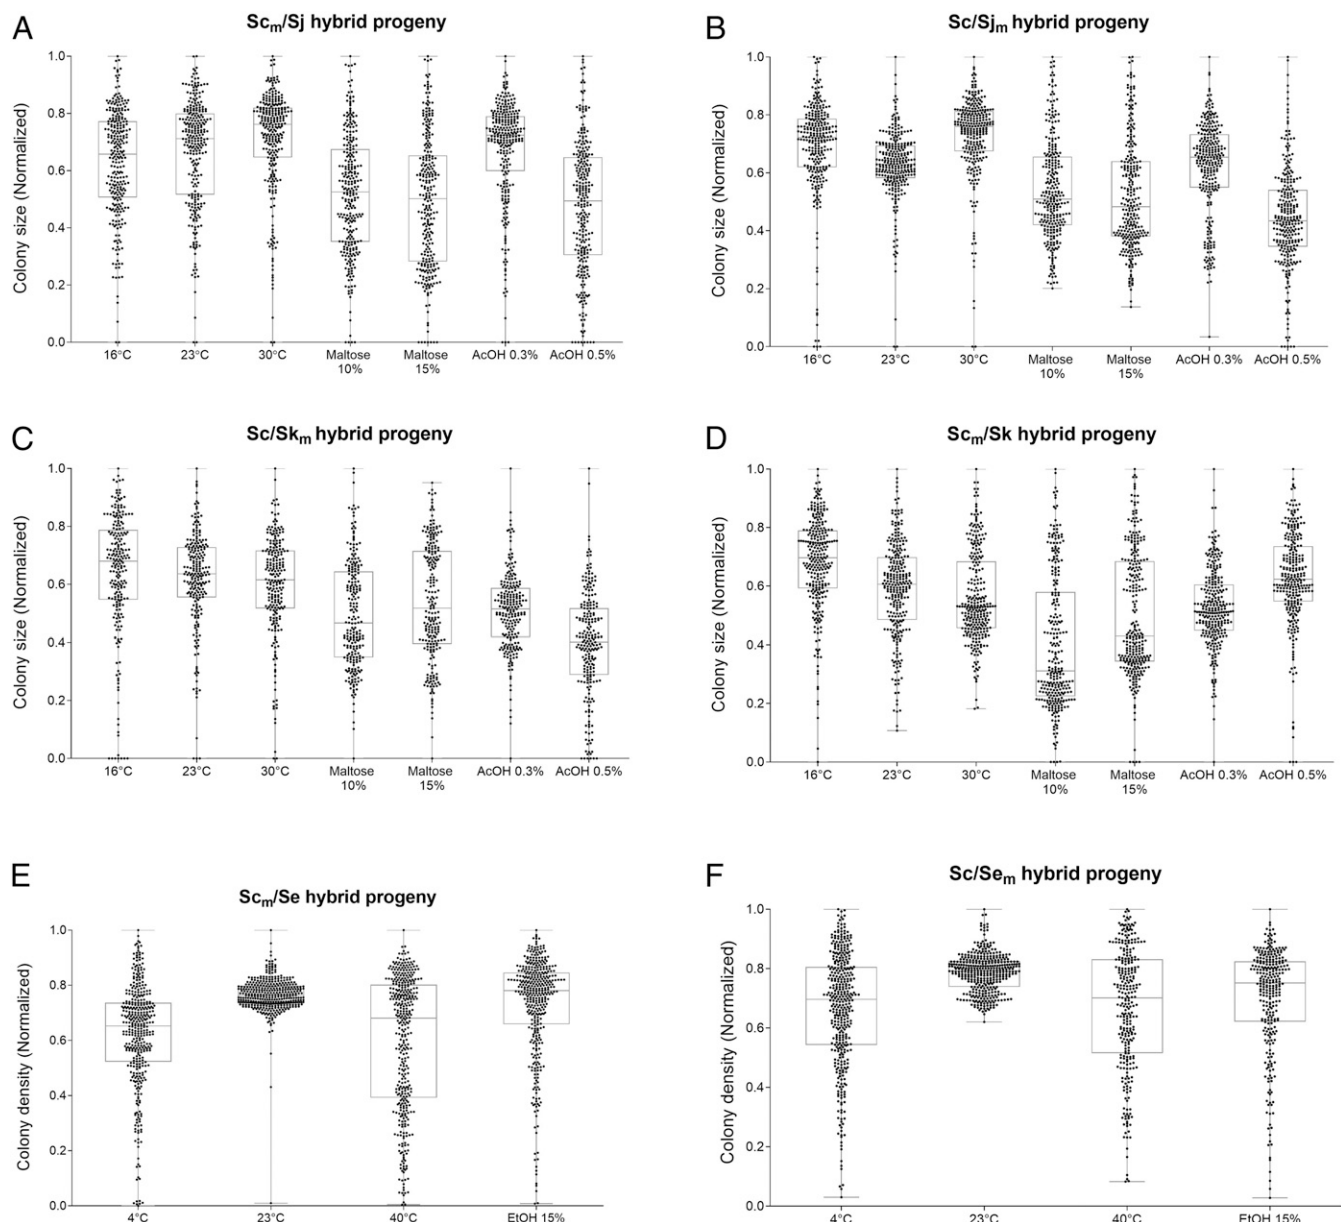 A
Sc_m/Sj hybrid progeny
Colony size (Normalized)
1.0
0.8
0.6
0.4
0.2
0.0
16°C 23°C 30°C Maltose 10% Maltose 15% AcOH 0.3% AcOH 0.5%
B
Sc/Sj_m hybrid progeny
Colony size (Normalized)
1.0
0.8
0.6
0.4
0.2
0.0
16°C 23°C 30°C Maltose 10% Maltose 15% AcOH 0.3% AcOH 0.5%
C
Sc/Sk_m hybrid progeny
Colony size (Normalized)
1.0
0.8
0.6
0.4
0.2
0.0
16°C 23°C 30°C Maltose 10% Maltose 15% AcOH 0.3% AcOH 0.5%
D
Sc_m/Sk hybrid progeny
Colony size (Normalized)
1.0
0.8
0.6
0.4
0.2
0.0
16°C 23°C 30°C Maltose 10% Maltose 15% AcOH 0.3% AcOH 0.5%
E
Sc_m/Se hybrid progeny
Colony density (Normalized)
1.0
0.8
0.6
0.4
0.2
0.0
4°C 23°C 40°C EtOH 15%
F
Sc/Se_m hybrid progeny
Colony density (Normalized)
1.0
0.8
0.6
0.4
0.2
0.0
4°C 23°C 40°C EtOH 15%